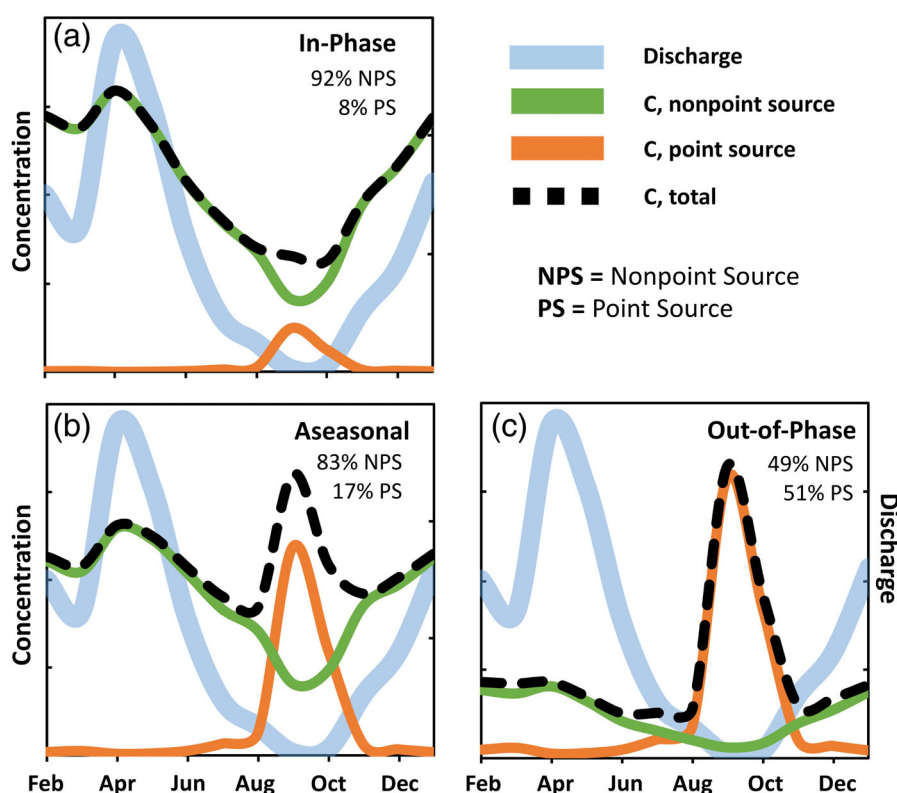 (a)
In-Phase
92% NPS
8% PS
Concentration
Discharge
C, nonpoint source
C, point source
C, total
NPS = Nonpoint Source
PS = Point Source
(b)
Aseasonal
83% NPS
17% PS
Concentration
Feb Apr Jun Aug Oct Dec
(c)
Out-of-Phase
49% NPS
51% PS
Discharge
Feb Apr Jun Aug Oct Dec